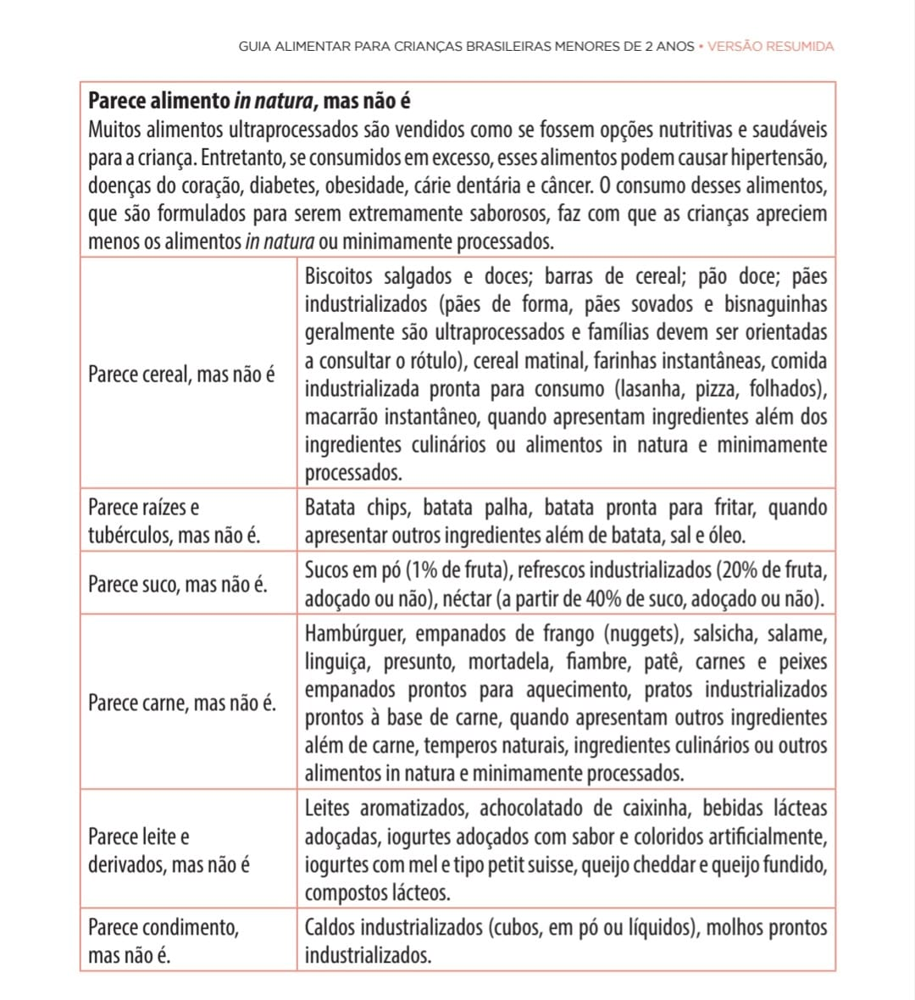 GUIA ALIMENTAR PARA CRIANÇAS BRASILEIRAS MENORES DE 2 ANOS • VERSÃO RESUMIDA
Parece alimento in natura, mas não é
Muitos alimentos ultraprocessados são vendidos como se fossem opções nutritivas e saudáveis
para a criança. Entretanto, se consumidos em excesso, esses alimentos podem causar hipertensão,
doenças do coração, diabetes, obesidade, cárie dentária e câncer. O consumo desses alimentos,
que são formulados para serem extremamente saborosos, faz com que as crianças apreciem
menos os alimentos in natura ou minimamente processados.
Parece cereal, mas não é
Biscoitos salgados e doces; barras de cereal; pão doce; pães
industrializados (pães de forma, pães sovados e bisnaguinhas
geralmente são ultraprocessados e famílias devem ser orientadas
a consultar o rótulo), cereal matinal, farinhas instantâneas, comida
industrializada pronta para consumo (lasanha, pizza, folhados),
macarrão instantâneo, quando apresentam ingredientes além dos
ingredientes culinários ou alimentos in natura e minimamente
processados.
Parece raízes e
tubérculos, mas não é.
Batata chips, batata palha, batata pronta para fritar, quando
apresentar outros ingredientes além de batata, sal e óleo.
Parece suco, mas não é.
Sucos em pó (1% de fruta), refrescos industrializados (20% de fruta,
adoçado ou não), néctar (a partir de 40% de suco, adoçado ou não).
Parece carne, mas não é.
Hambúrguer, empanados de frango (nuggets), salsicha, salame,
linguiça, presunto, mortadela, fiambre, patê, carnes e peixes
empanados prontos para aquecimento, pratos industrializados
prontos à base de carne, quando apresentam outros ingredientes
além de carne, temperos naturais, ingredientes culinários ou outros
alimentos in natura e minimamente processados.
Parece leite e
derivados, mas não é
Leites aromatizados, achocolatado de caixinha, bebidas lácteas
adoçadas, iogurtes adoçados com sabor e coloridos artificialmente,
iogurtes com mel e tipo petit suisse, queijo cheddar e queijo fundido,
compostos lácteos.
Parece condimento,
mas não é.
Caldos industrializados (cubos, em pó ou líquidos), molhos prontos
industrializados.